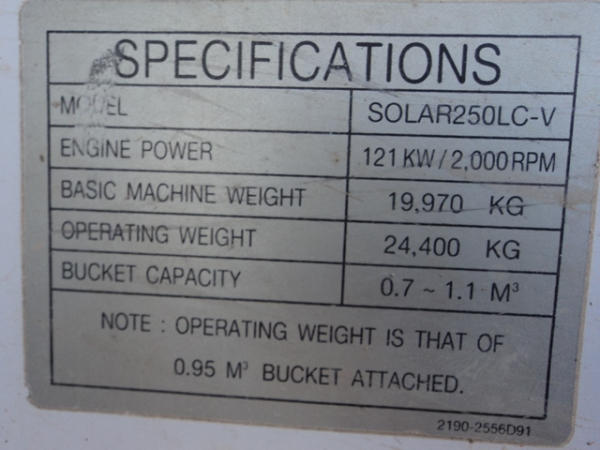 SPECIFICATIONS
MODEL SOLAR250LC-V
ENGINE POWER 121 KW / 2,000 RPM
BASIC MACHINE WEIGHT 19,970 KG
OPERATING WEIGHT 24,400 KG
BUCKET CAPACITY 0.7 ~ 1.1 M³
NOTE : OPERATING WEIGHT IS THAT OF
0.95 M³ BUCKET ATTACHED.
2190-2556D91